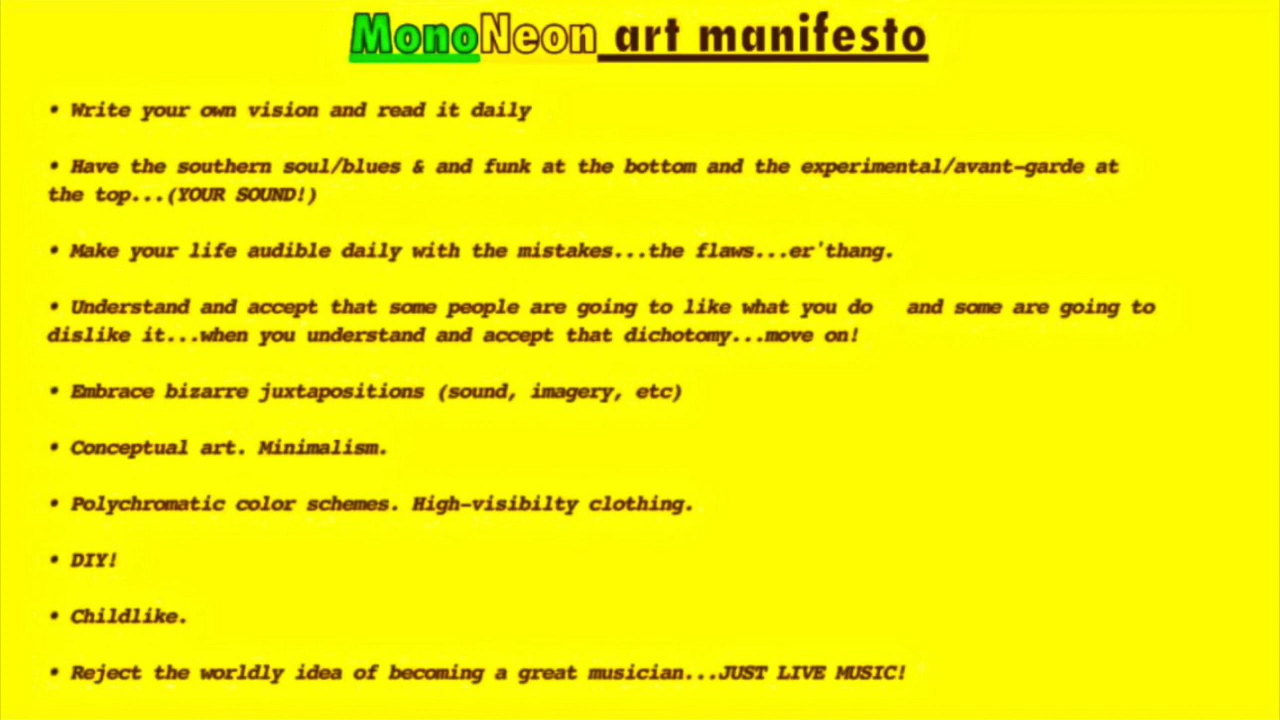 MonoNeon art manifesto
• Write your own vision and read it daily
• Have the southern soul/blues & and funk at the bottom and the experimental/avant-garde at
the top...(YOUR SOUND!)
• Make your life audible daily with the mistakes...the flaws...er'thang.
• Understand and accept that some people are going to like what you do and some are going to
dislike it...when you understand and accept that dichotomy...move on!
• Embrace bizarre juxtapositions (sound, imagery, etc)
• Conceptual art. Minimalism.
• Polychromatic color schemes. High-visibilty clothing.
• DIY!
• Childlike.
• Reject the worldly idea of becoming a great musician...JUST LIVE MUSIC!